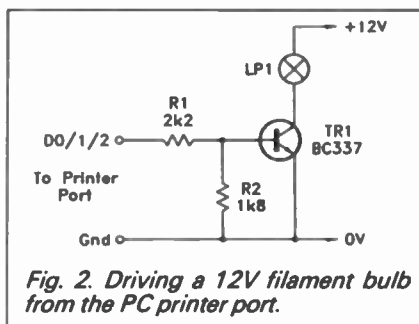 +12V
LP1
R1
2k2
TR1
BC337
D0/1/2
To Printer
Port
R2
1k8
Gnd
0V
Fig. 2. Driving a 12V filament bulb
from the PC printer port.